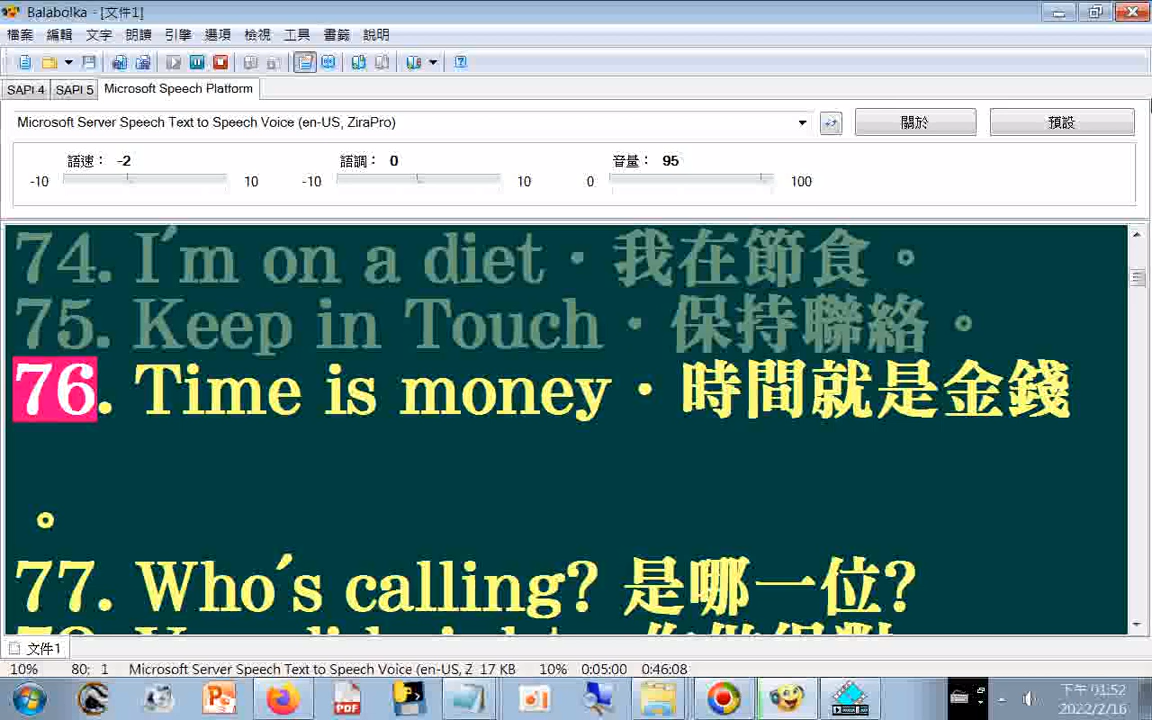 Balabolka - [文件1]
檔案 編輯 文字 朗讀 引擎 選項 檢視 工具 書籤 說明
SAPI 4 SAPI 5 Microsoft Speech Platform
Microsoft Server Speech Text to Speech Voice (en-US, ZiraPro) 關於 預設
語速： -2 語調： 0 音量： 95
-10 10 -10 10 0 100
74. I'm on a diet．我在節食。
75. Keep in Touch．保持聯絡。
76. Time is money．時間就是金錢
。
77. Who's calling? 是哪一位?
文件1
10% 80; 1 Microsoft Server Speech Text to Speech Voice (en-US, Z 17 KB 10% 0:05:00 0:46:08
PDF
下午 01:52
2022/2/16